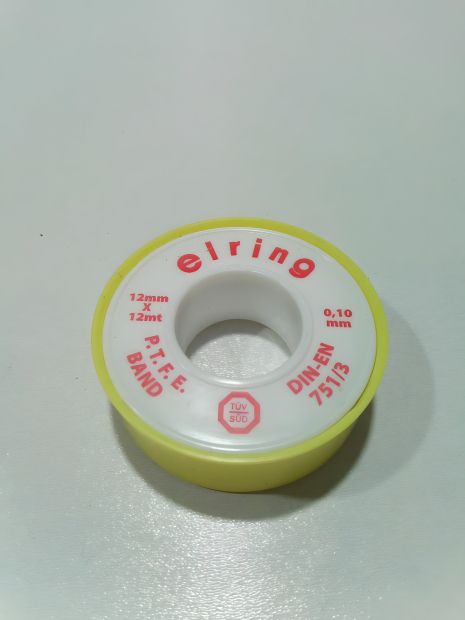 elring
12mm
X
12mt
0,10
mm
P.T.F.E.
BAND
DIN-EN
751/3
TÜV
SÜD